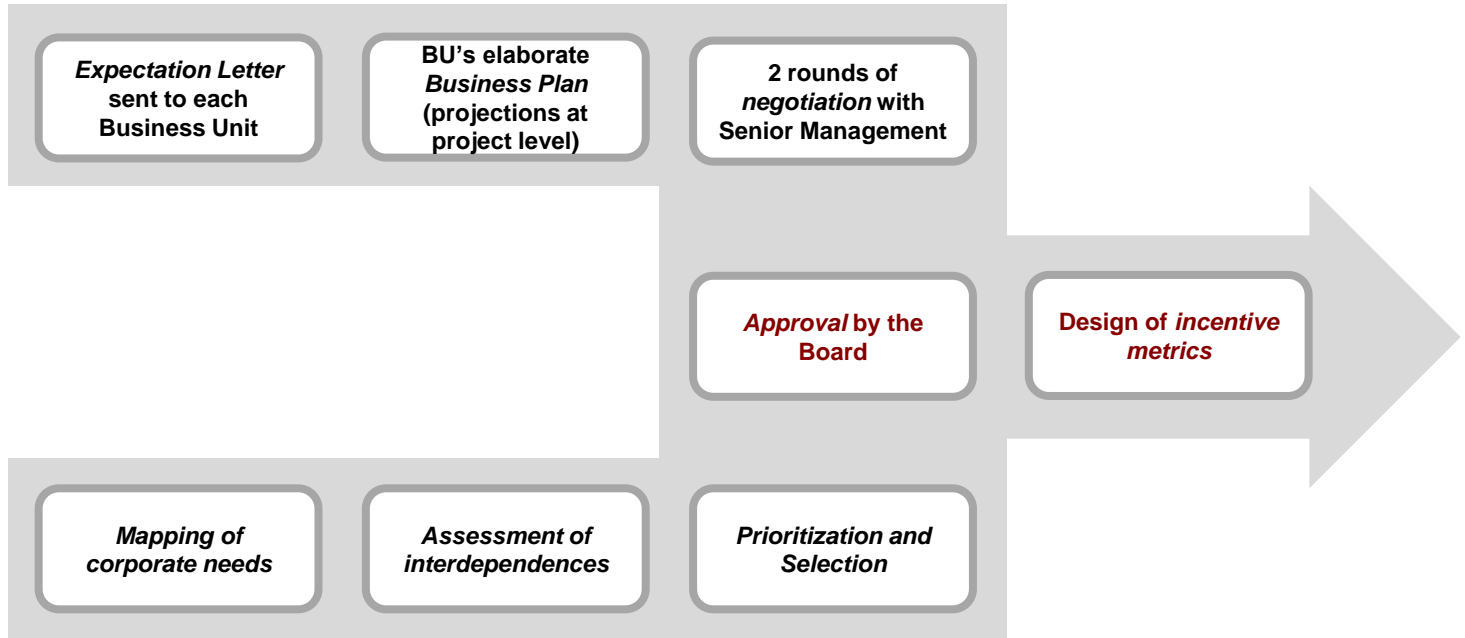 Expectation Letter
sent to each
Business Unit
BU’s elaborate
Business Plan
(projections at
project level)
2 rounds of
negotiation with
Senior Management
Approval by the
Board
Design of incentive
metrics
Mapping of
corporate needs
Assessment of
interdependences
Prioritization and
Selection